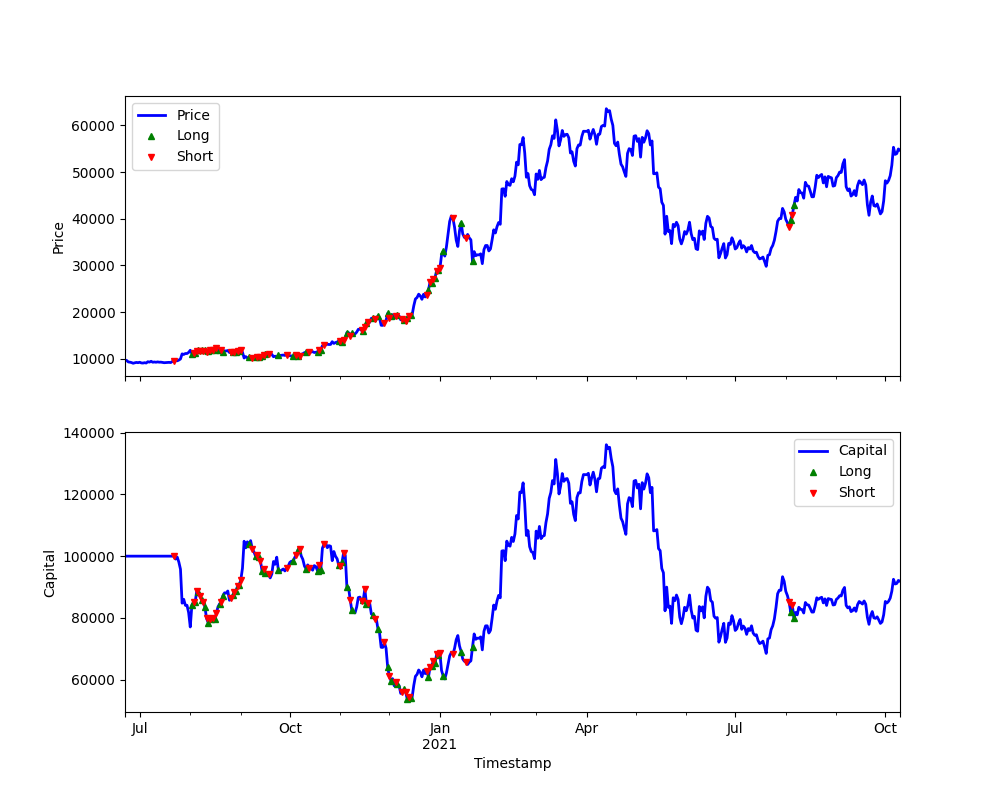 60000
50000
40000
30000
20000
10000
Price
Price
Long
Short
140000
120000
100000
80000
60000
Capital
Capital
Long
Short
Jul
Oct
Jan
2021
Apr
Jul
Oct
Timestamp